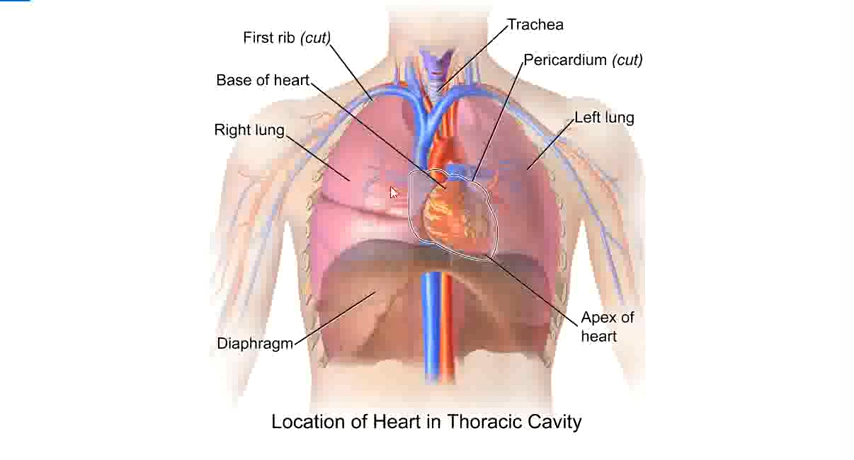 Trachea
First rib (cut)
Pericardium (cut)
Base of heart
Left lung
Right lung
Apex of
heart
Diaphragm
Location of Heart in Thoracic Cavity